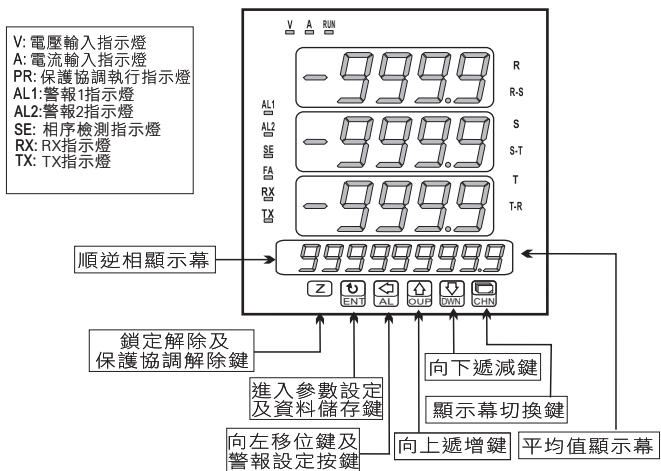 V: 電壓輸入指示燈
A: 電流輸入指示燈
PR: 保護協調執行指示燈
AL1:警報1指示燈
AL2:警報2指示燈
SE: 相序檢測指示燈
RX: RX指示燈
TX: TX指示燈
V A RUN
-999.9
R
R-S
AL1
AL2
-999.9
S
S-T
SE
FA
RX
TX
-999.9
T
T-R
99999999.9
順逆相顯示幕
Z
ENT
AL
OUP
DWN
CHN
鎖定解除及
保護協調解除鍵
向下遞減鍵
進入參數設定
及資料儲存鍵
顯示幕切換鍵
向左移位鍵及
警報設定按鍵
向上遞增鍵
平均值顯示幕